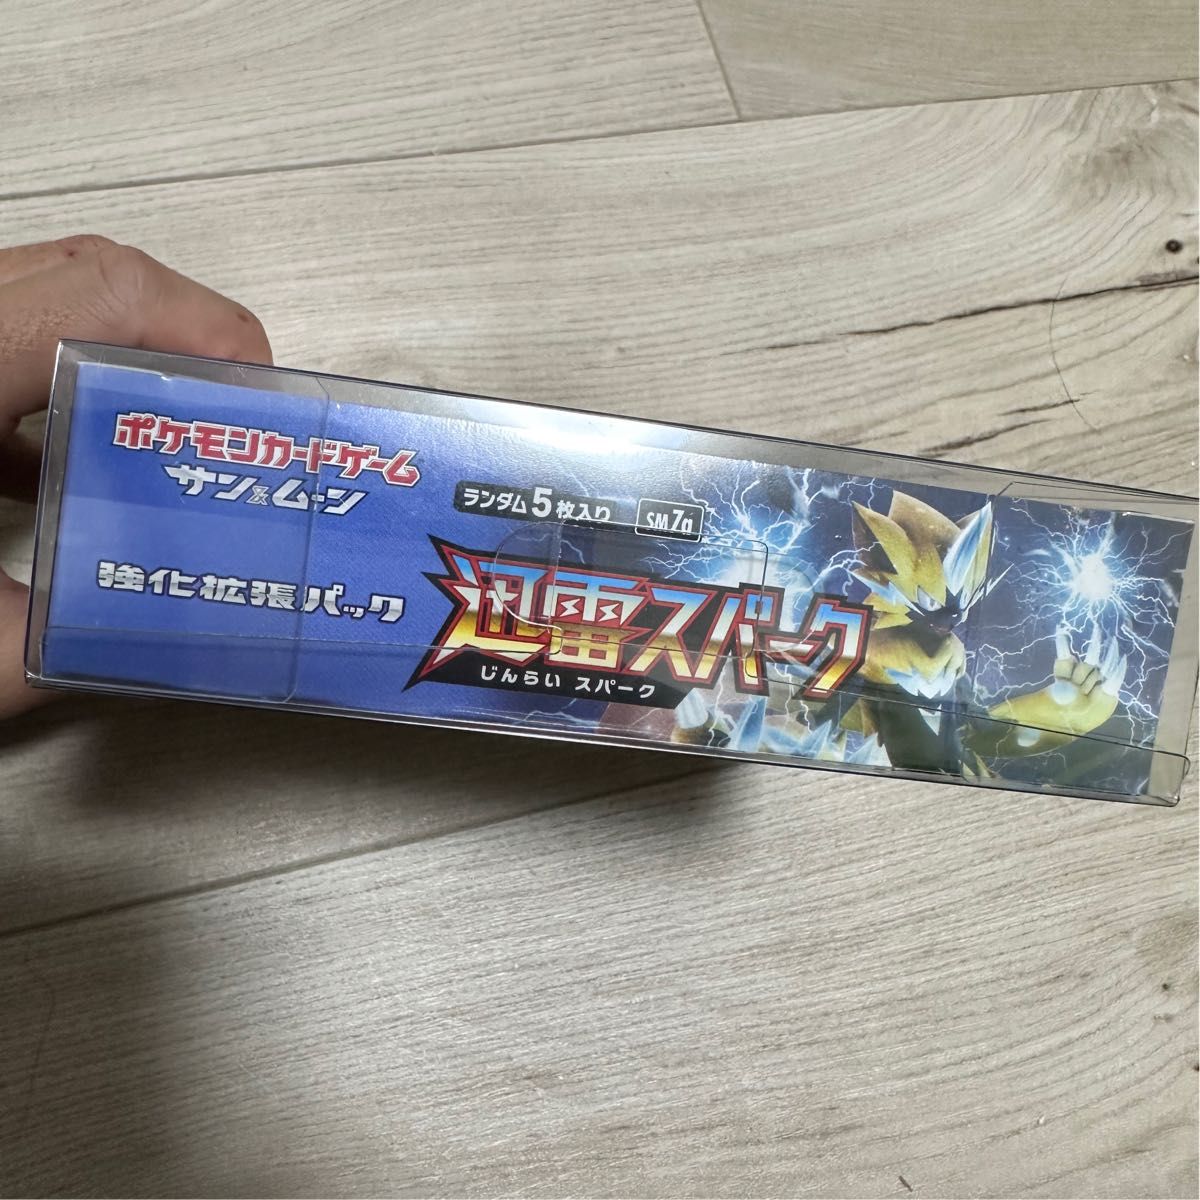 ポケモンカードゲーム
サン&ムーン
強化拡張パック
ランダム5枚入り SM7a
迅雷スパーク
じんらい スパーク